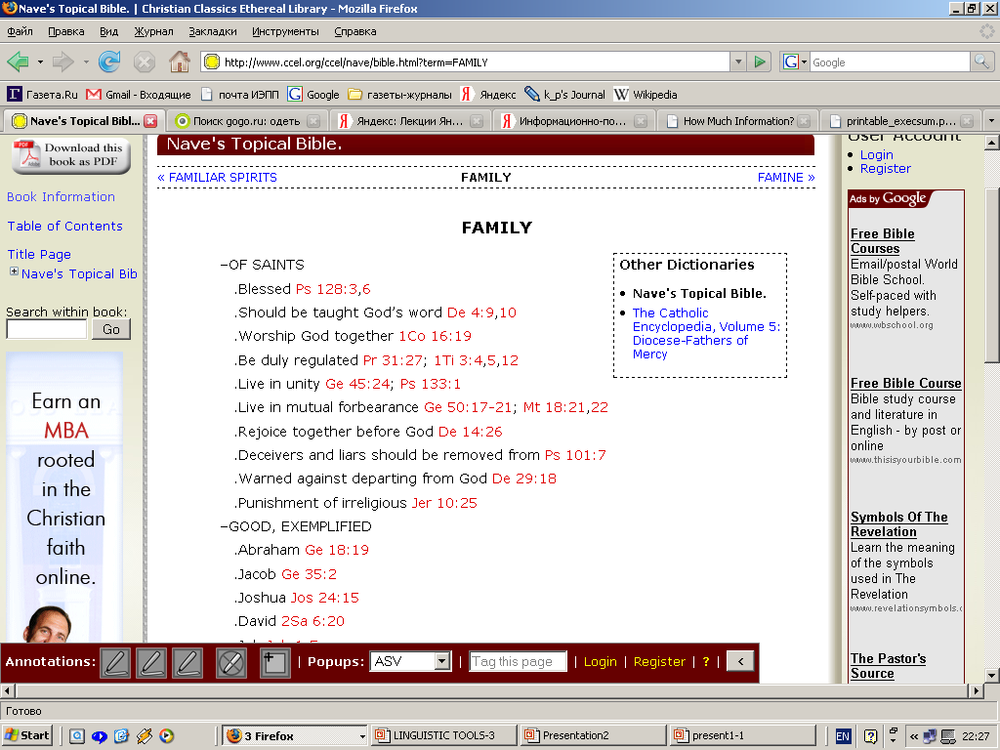 Nave's Topical Bible. | Christian Classics Ethereal Library - Mozilla Firefox
Файл Правка Вид Журнал Закладки Инструменты Справка
http://www.ccel.org/ccel/nave/bible.html?term=FAMILY
G Google
Газета.Ru Gmail - Входящие почта ИЭПП Google газеты-журналы Яндекс k_p's Journal Wikipedia
Nave's Topical Bibl... Поиск gogo.ru: одеть Яндекс: Лекции Ян... Информационно-по... How Much Information? printable_execsum.p...
Download this
book as PDF
Book Information
Table of Contents
Title Page
Nave's Topical Bib
Search within book:
Go
Earn an
MBA
rooted
in the
Christian
faith
online.
Nave's Topical Bible.
« FAMILIAR SPIRITS FAMILY FAMINE »
FAMILY
−OF SAINTS
.Blessed Ps 128:3,6
.Should be taught God's word De 4:9,10
.Worship God together 1Co 16:19
.Be duly regulated Pr 31:27; 1Ti 3:4,5,12
.Live in unity Ge 45:24; Ps 133:1
.Live in mutual forbearance Ge 50:17-21; Mt 18:21,22
.Rejoice together before God De 14:26
.Deceivers and liars should be removed from Ps 101:7
.Warned against departing from God De 29:18
.Punishment of irreligious Jer 10:25
−GOOD, EXEMPLIFIED
.Abraham Ge 18:19
.Jacob Ge 35:2
.Joshua Jos 24:15
.David 2Sa 6:20
Other Dictionaries
Nave's Topical Bible.
The Catholic
Encyclopedia, Volume 5:
Diocese-Fathers of
Mercy
User Account
Login
Register
Ads by Google
Free Bible
Courses
Email/postal World
Bible School.
Self-paced with
study helpers.
www.wbschool.org
Free Bible Course
Bible study course
and literature in
English - by post or
online
www.thisisyourbible.com
Symbols Of The
Revelation
Learn the meaning
of the symbols
used in The
Revelation
www.revelationsymbols.c
The Pastor's
Source
Annotations: | Popups: ASV | Tag this page | Login | Register | ? | <
Готово
Start 3 Firefox LINGUISTIC TOOLS-3 Presentation2 present1-1 EN « 22:27